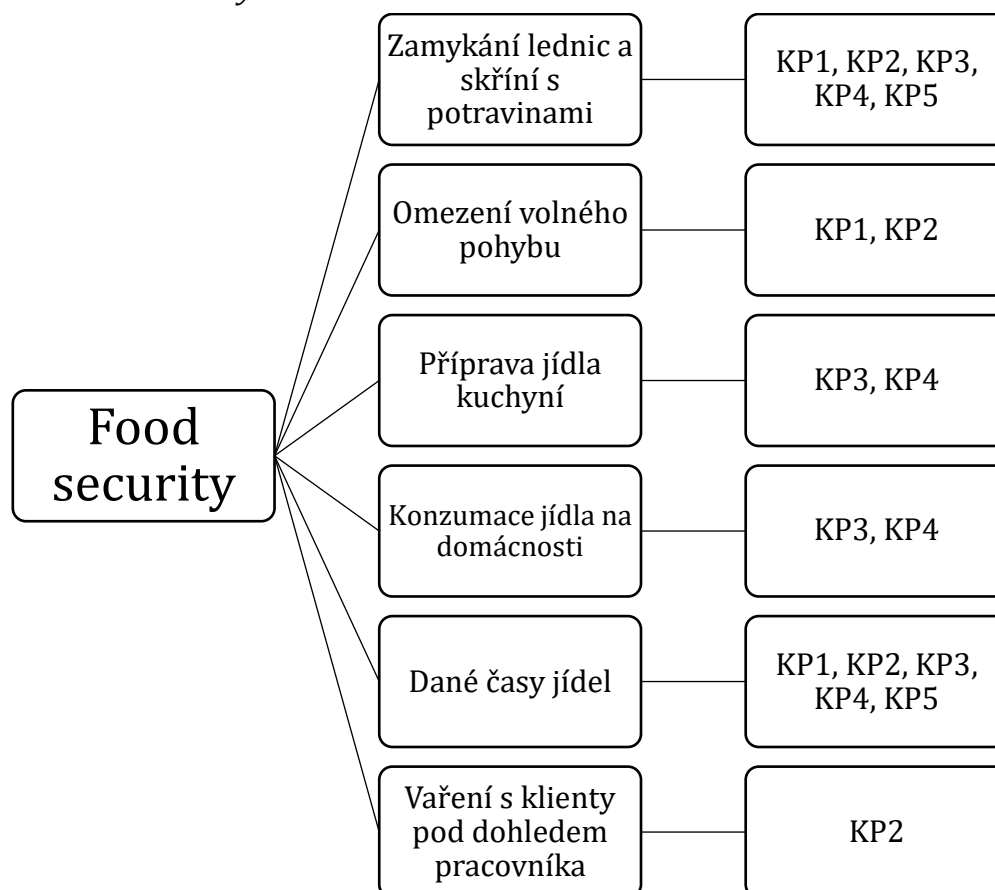 Food
security
Zamykání lednic a
skříní s
potravinami
KP1, KP2, KP3,
KP4, KP5
Omezení volného
pohybu
KP1, KP2
Příprava jídla
kuchyní
KP3, KP4
Konzumace jídla na
domácnosti
KP3, KP4
Dané časy jídel
KP1, KP2, KP3,
KP4, KP5
Vaření s klienty
pod dohledem
pracovníka
KP2